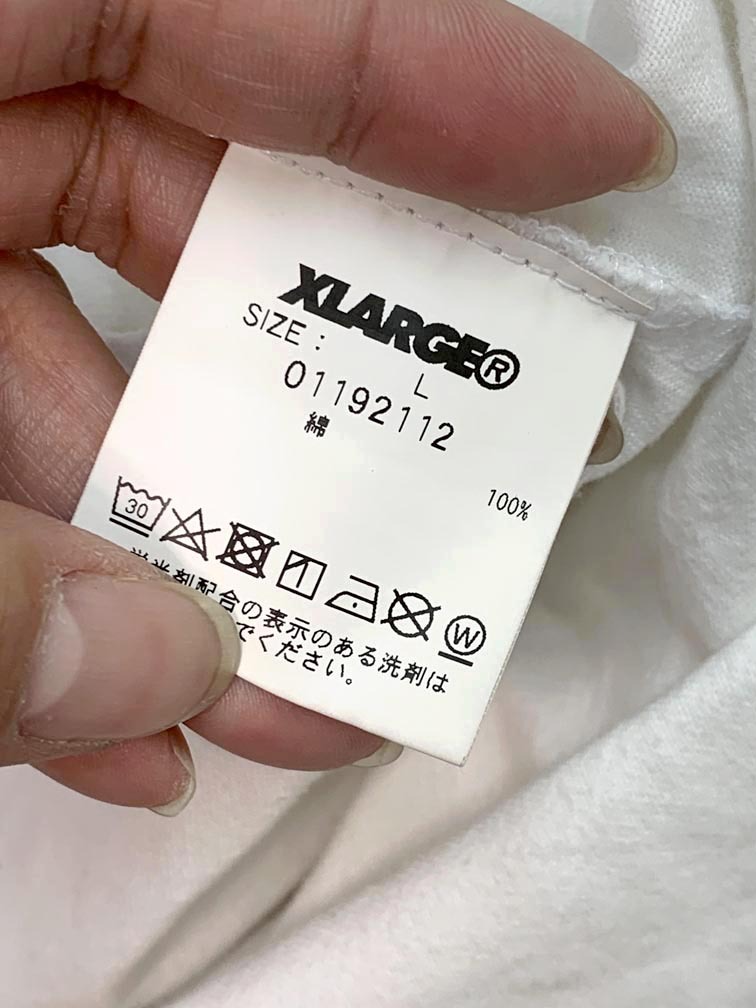 XLARGE®
SIZE : L
01192112
綿 100%
30
W
蛍光剤配合の表示のある洗剤は
でください。